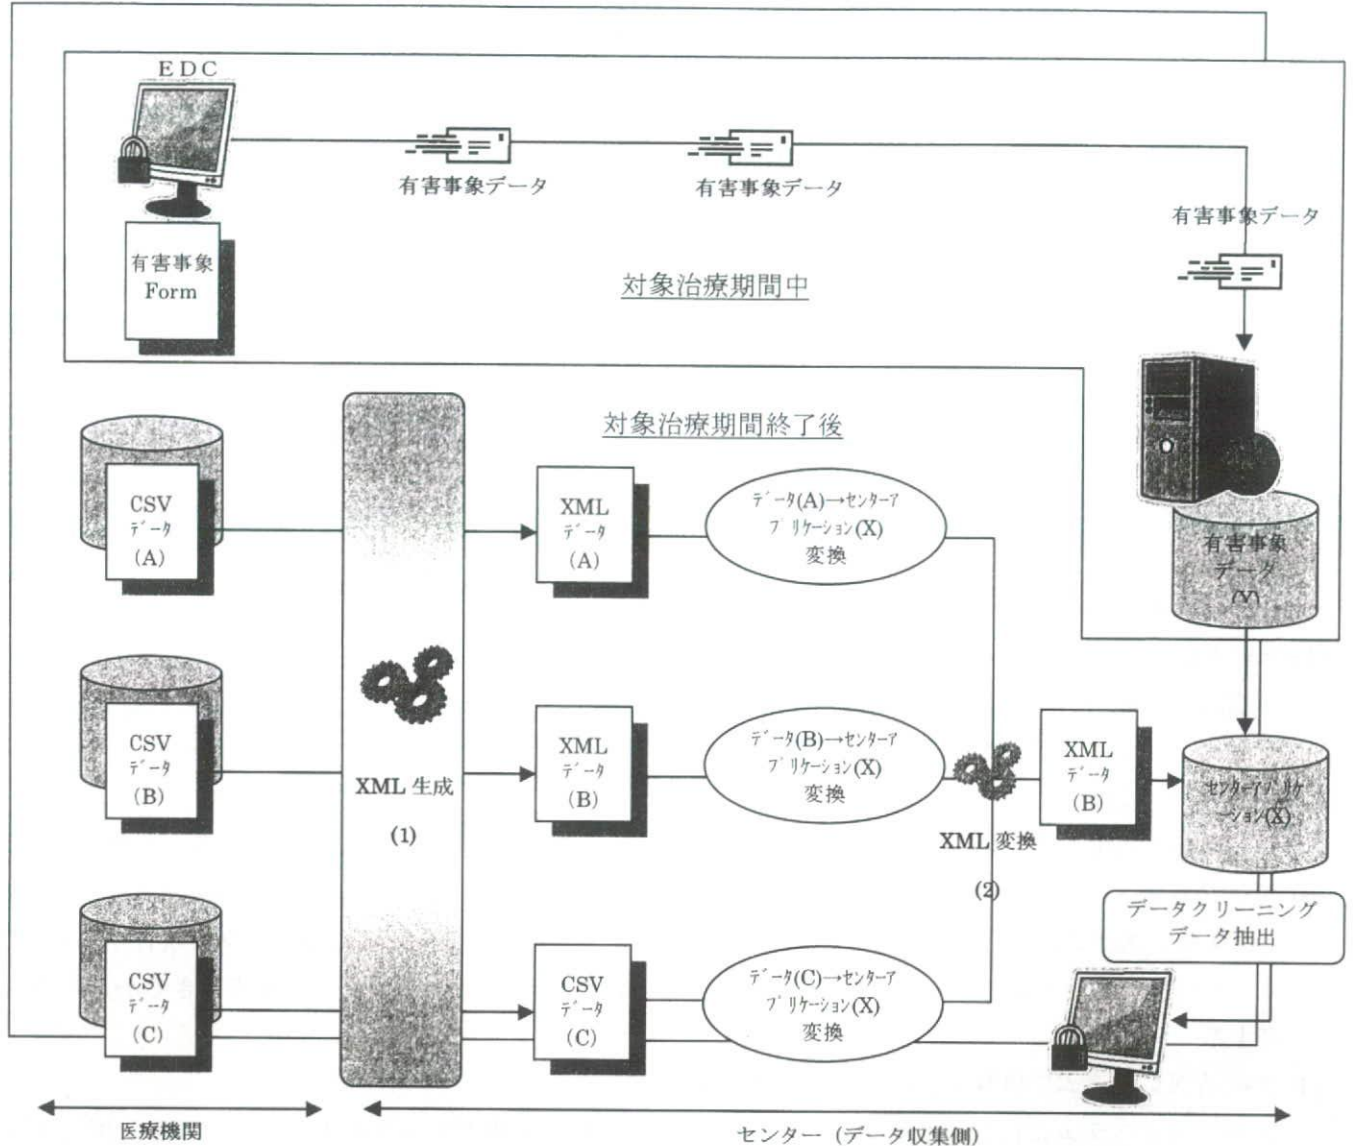 EDC
有害事象データ
有害事象データ
有害事象データ
有害事象
Form
対象治療期間中
対象治療期間終了後
有害事象
データ
(Y)
CSV
ﾃﾞｰﾀ
(A)
XML
ﾃﾞｰﾀ
(A)
ﾃﾞｰﾀ(A)→ｾﾝﾀｰｱ
ﾌﾟﾘｹｰｼｮﾝ(X)
変換
CSV
ﾃﾞｰﾀ
(B)
XML 生成
(1)
XML
ﾃﾞｰﾀ
(B)
ﾃﾞｰﾀ(B)→ｾﾝﾀｰｱ
ﾌﾟﾘｹｰｼｮﾝ(X)
変換
XML 変換
(2)
XML
ﾃﾞｰﾀ
(B)
ｾﾝﾀｰｱﾌﾟﾘｹ
ｰｼｮﾝ(X)
データクリーニング
データ抽出
CSV
ﾃﾞｰﾀ
(C)
CSV
ﾃﾞｰﾀ
(C)
ﾃﾞｰﾀ(C)→ｾﾝﾀｰｱ
ﾌﾟﾘｹｰｼｮﾝ(X)
変換
医療機関
センター（データ収集側）